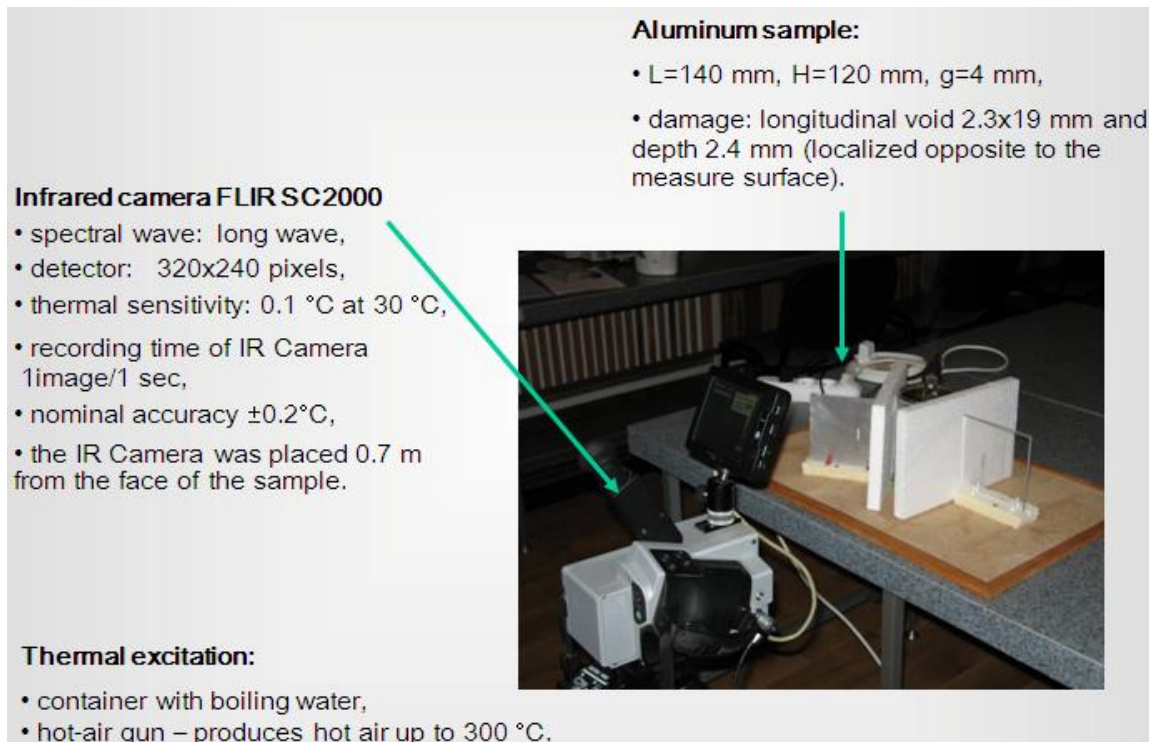 Aluminum sample:
• L=140 mm, H=120 mm, g=4 mm,
• damage: longitudinal void 2.3x19 mm and
depth 2.4 mm (localized opposite to the
measure surface).
Infrared camera FLIR SC2000
• spectral wave: long wave,
• detector: 320x240 pixels,
• thermal sensitivity: 0.1 °C at 30 °C,
• recording time of IR Camera
1image/1 sec,
• nominal accuracy ±0.2°C,
• the IR Camera was placed 0.7 m
from the face of the sample.
Thermal excitation:
• container with boiling water,
• hot-air gun – produces hot air up to 300 °C.